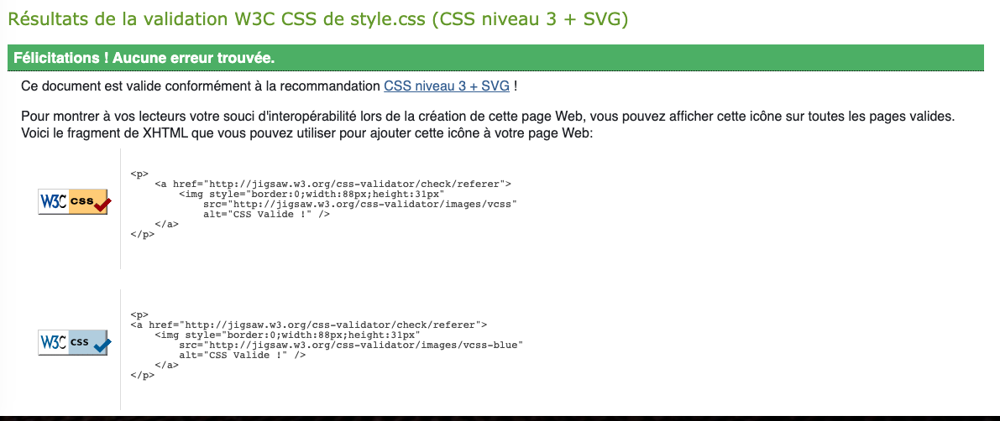 Résultats de la validation W3C CSS de style.css (CSS niveau 3 + SVG)
Félicitations ! Aucune erreur trouvée.
Ce document est valide conformément à la recommandation CSS niveau 3 + SVG !
Pour montrer à vos lecteurs votre souci d'interopérabilité lors de la création de cette page Web, vous pouvez afficher cette icône sur toutes les pages valides.
Voici le fragment de XHTML que vous pouvez utiliser pour ajouter cette icône à votre page Web:
W3C css
<p>
    <a href="http://jigsaw.w3.org/css-validator/check/referer">
        <img style="border:0;width:88px;height:31px"
            src="http://jigsaw.w3.org/css-validator/images/vcss"
            alt="CSS Valide !" />
    </a>
</p>
W3C css
<p>
<a href="http://jigsaw.w3.org/css-validator/check/referer">
    <img style="border:0;width:88px;height:31px"
        src="http://jigsaw.w3.org/css-validator/images/vcss-blue"
        alt="CSS Valide !" />
    </a>
</p>